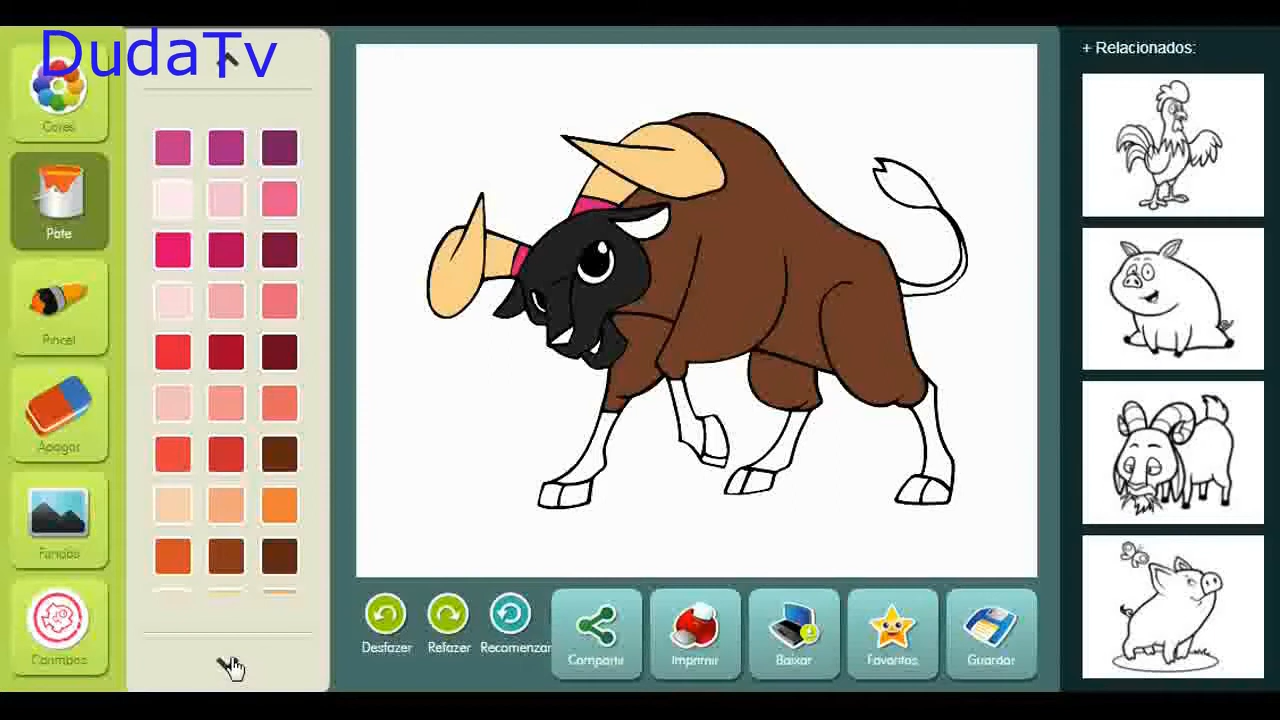 DudaTv
Cores
Pote
Pincel
Apagar
Fundos
Carimbos
Desfazer
Refazer
Recomenzar
Compartir
Imprimir
Baixar
Favoritos
Guardar
+ Relacionados: